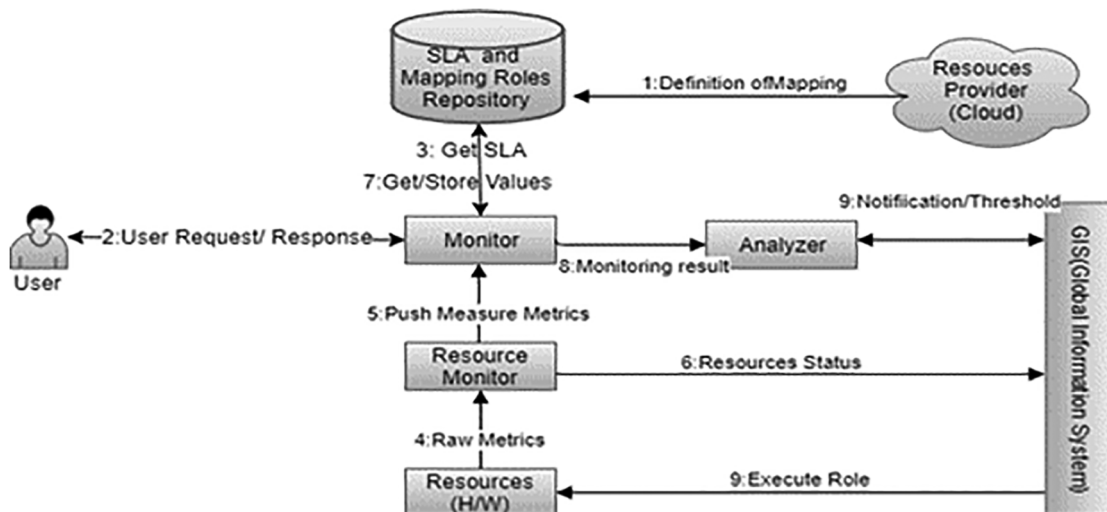 SLA and
Mapping Roles
Repository
1:Definition ofMapping
Resouces
Provider
(Cloud)
3: Get SLA
7:Get/Store Values
9:Notifiication/Threshold
2:User Request/ Response
Monitor
8:Monitoring result
Analyzer
User
5:Push Measure Metrics
Resource
Monitor
6:Resources Status
4:Raw Metrics
Resources
(H/W)
9:Execute Role
GIS(Global Information System)